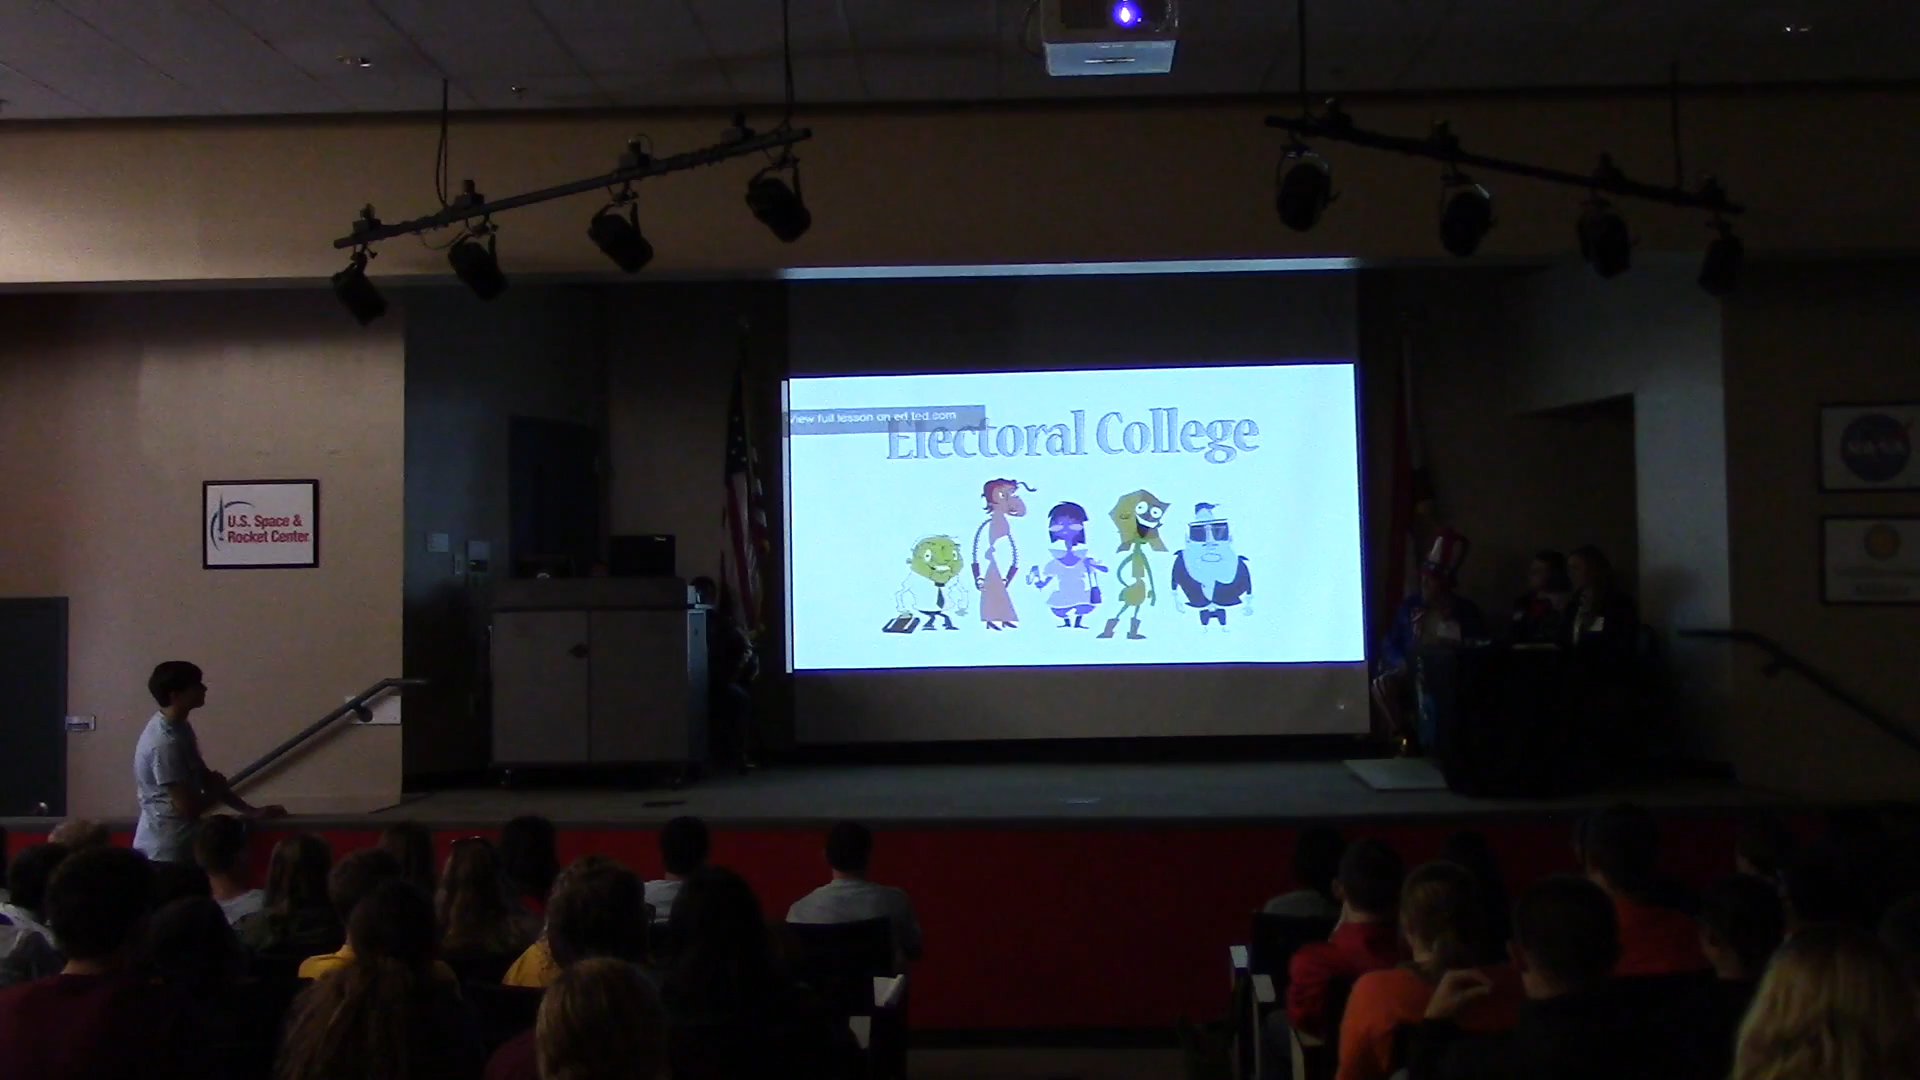 View full lesson on ed.ted.com
Electoral College
U.S. Space &
Rocket Center
NASA